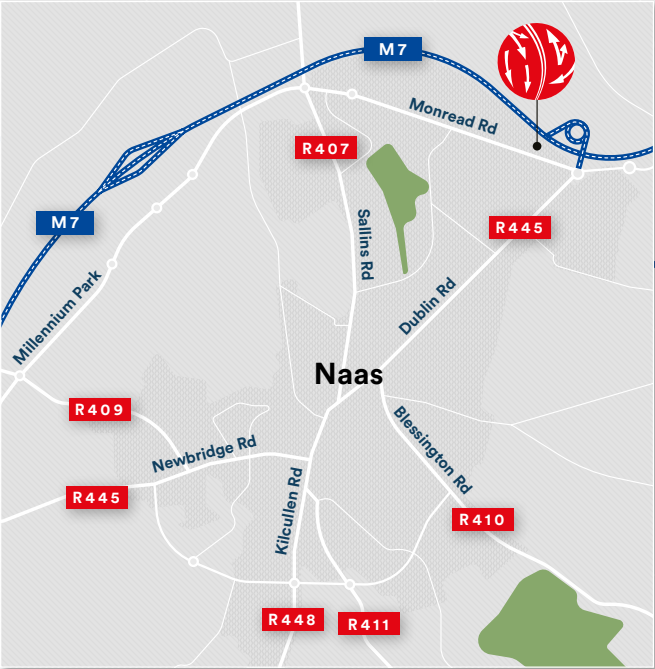 M7
Monread Rd
R407
M7
R445
Sallins Rd
Millennium Park
Dublin Rd
Naas
R409
Blessington Rd
Newbridge Rd
R445
Kilcullen Rd
R410
R448
R411